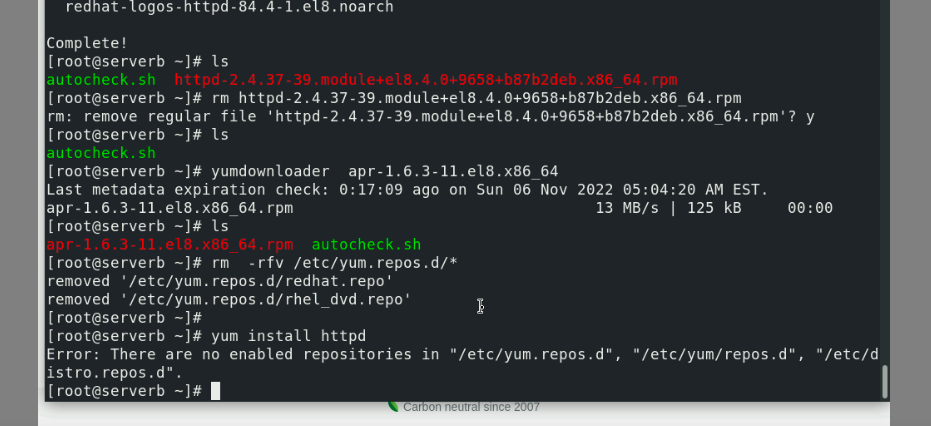 redhat-logos-httpd-84.4-1.el8.noarch
Complete!
[root@serverb ~]# ls
autocheck.sh  httpd-2.4.37-39.module+el8.4.0+9658+b87b2deb.x86_64.rpm
[root@serverb ~]# rm httpd-2.4.37-39.module+el8.4.0+9658+b87b2deb.x86_64.rpm
rm: remove regular file 'httpd-2.4.37-39.module+el8.4.0+9658+b87b2deb.x86_64.rpm'? y
[root@serverb ~]# ls
autocheck.sh
[root@serverb ~]# yumdownloader  apr-1.6.3-11.el8.x86_64
Last metadata expiration check: 0:17:09 ago on Sun 06 Nov 2022 05:04:20 AM EST.
apr-1.6.3-11.el8.x86_64.rpm                                 13 MB/s | 125 kB     00:00
[root@serverb ~]# ls
apr-1.6.3-11.el8.x86_64.rpm  autocheck.sh
[root@serverb ~]# rm  -rfv /etc/yum.repos.d/*
removed '/etc/yum.repos.d/redhat.repo'
removed '/etc/yum.repos.d/rhel_dvd.repo'
[root@serverb ~]#
[root@serverb ~]# yum install httpd
Error: There are no enabled repositories in "/etc/yum.repos.d", "/etc/yum/repos.d", "/etc/d
istro.repos.d".
[root@serverb ~]#
Carbon neutral since 2007